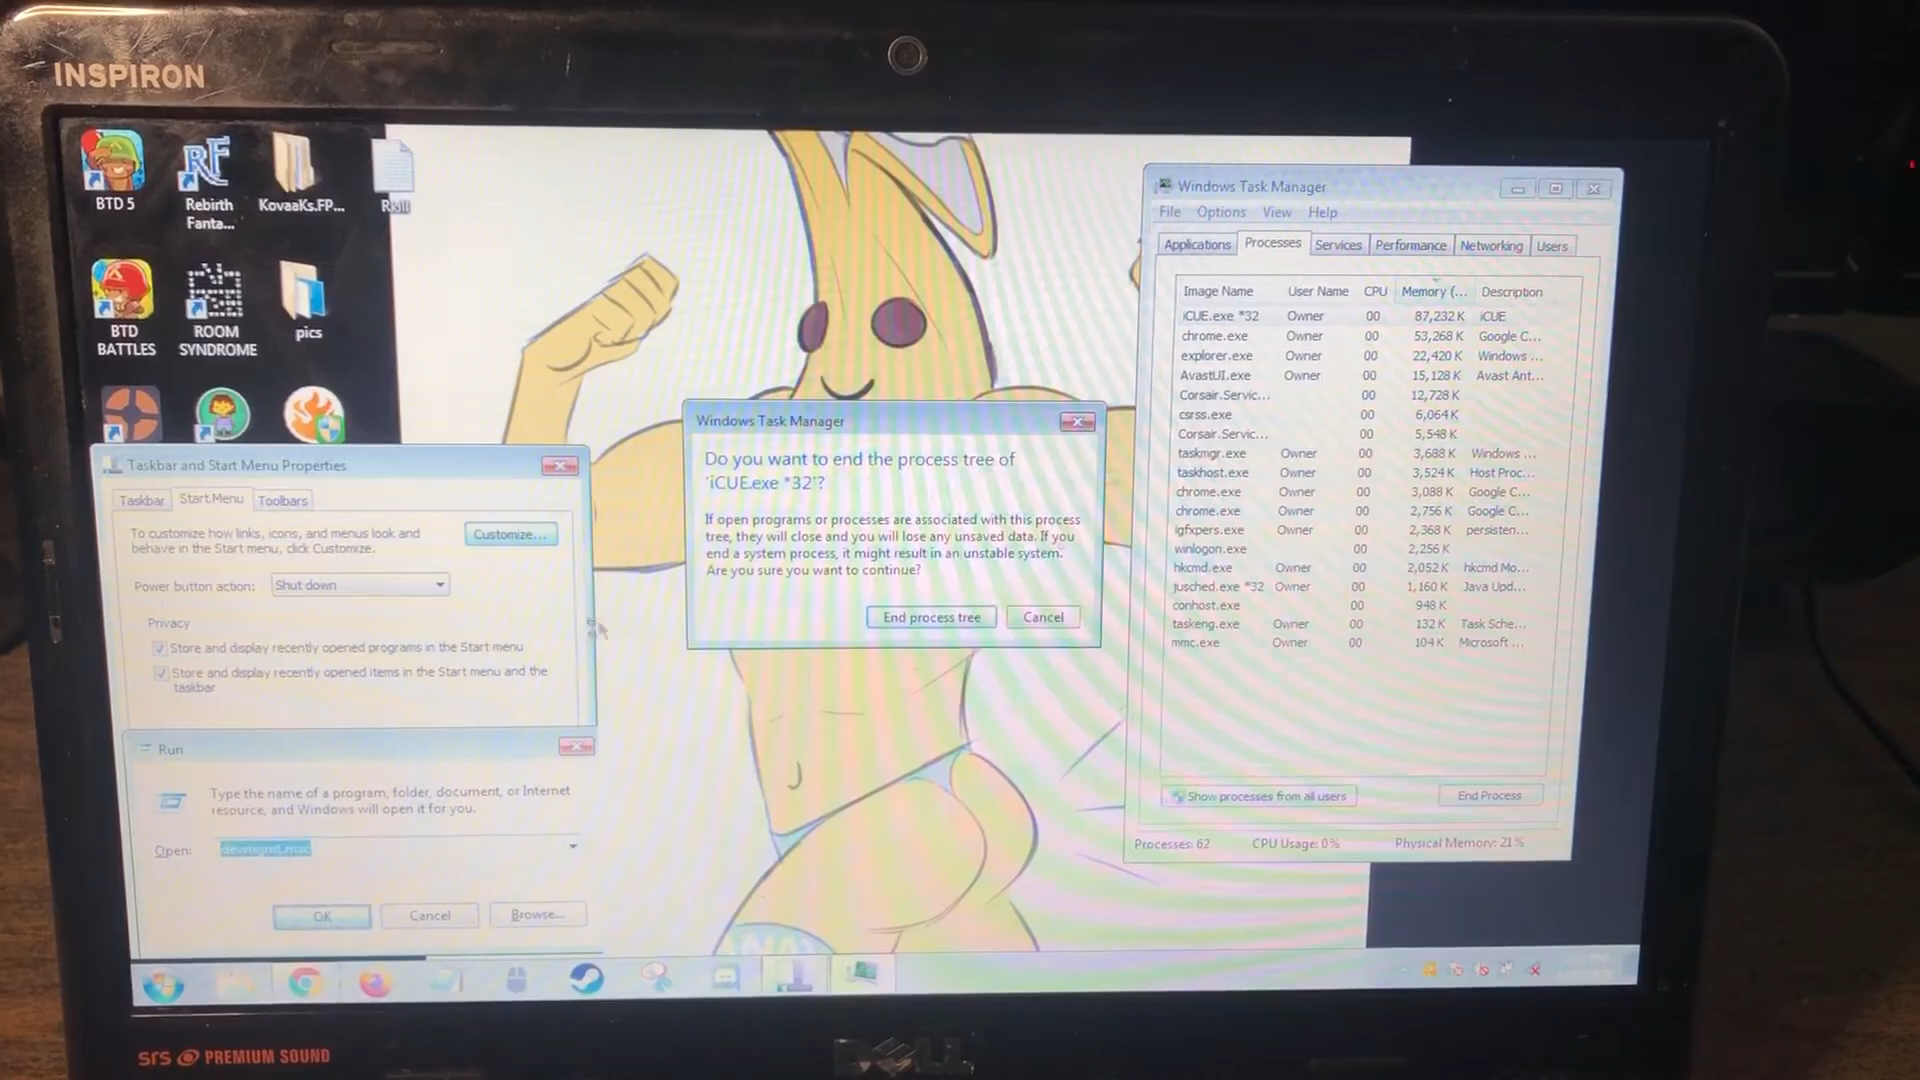 INSPIRON
BTD 5
Rebirth
Fanta...
KovaaKs.FP...
Rkill
BTD
BATTLES
ROOM
SYNDROME
pics
Taskbar and Start Menu Properties
Taskbar
Start Menu
Toolbars
To customize how links, icons, and menus look and
behave in the Start menu, click Customize.
Customize...
Power button action:
Shut down
Privacy
Store and display recently opened programs in the Start menu
Store and display recently opened items in the Start menu and the
taskbar
Run
Type the name of a program, folder, document, or Internet
resource, and Windows will open it for you.
Open:
devmgmt.msc
OK
Cancel
Browse...
Windows Task Manager
Do you want to end the process tree of
'iCUE.exe *32'?
If open programs or processes are associated with this process
tree, they will close and you will lose any unsaved data. If you
end a system process, it might result in an unstable system.
Are you sure you want to continue?
End process tree
Cancel
Windows Task Manager
File Options View Help
Applications Processes Services Performance Networking Users
Image Name User Name CPU Memory (... Description
iCUE.exe *32 Owner 00 87,232 K iCUE
chrome.exe Owner 00 53,268 K Google C...
explorer.exe Owner 00 22,420 K Windows ...
AvastUI.exe Owner 00 15,128 K Avast Ant...
Corsair.Servic... 00 12,728 K
csrss.exe 00 6,064 K
Corsair.Servic... 00 5,548 K
taskmgr.exe Owner 00 3,688 K Windows ...
taskhost.exe Owner 00 3,524 K Host Proc...
chrome.exe Owner 00 3,088 K Google C...
chrome.exe Owner 00 2,756 K Google C...
igfxpers.exe Owner 00 2,368 K persisten...
winlogon.exe 00 2,256 K
hkcmd.exe Owner 00 2,052 K hkcmd Mo...
jusched.exe *32 Owner 00 1,160 K Java Upd...
conhost.exe 00 948 K
taskeng.exe Owner 00 132 K Task Sche...
mmc.exe Owner 00 104 K Microsoft ...
Show processes from all users
End Process
Processes: 62 CPU Usage: 0% Physical Memory: 21%
srs PREMIUM SOUND
DELL